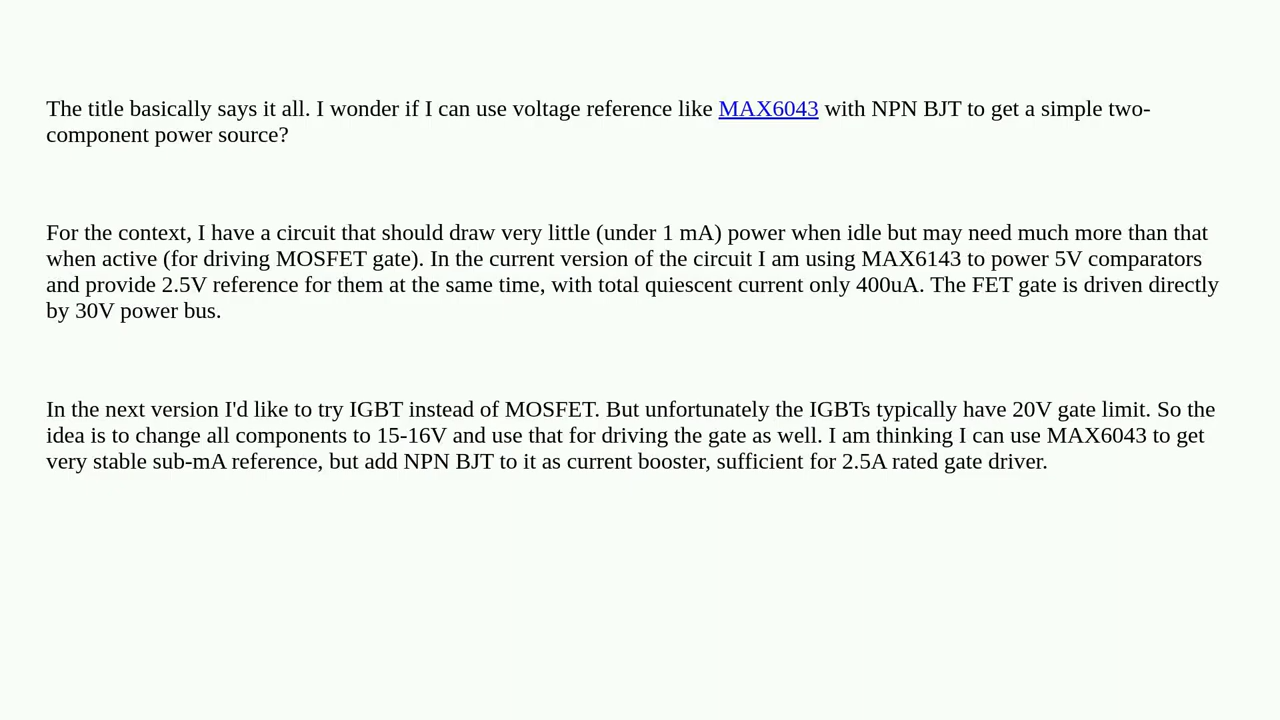 The title basically says it all. I wonder if I can use voltage reference like MAX6043 with NPN BJT to get a simple two-
component power source?
For the context, I have a circuit that should draw very little (under 1 mA) power when idle but may need much more than that
when active (for driving MOSFET gate). In the current version of the circuit I am using MAX6143 to power 5V comparators
and provide 2.5V reference for them at the same time, with total quiescent current only 400uA. The FET gate is driven directly
by 30V power bus.
In the next version I'd like to try IGBT instead of MOSFET. But unfortunately the IGBTs typically have 20V gate limit. So the
idea is to change all components to 15-16V and use that for driving the gate as well. I am thinking I can use MAX6043 to get
very stable sub-mA reference, but add NPN BJT to it as current booster, sufficient for 2.5A rated gate driver.